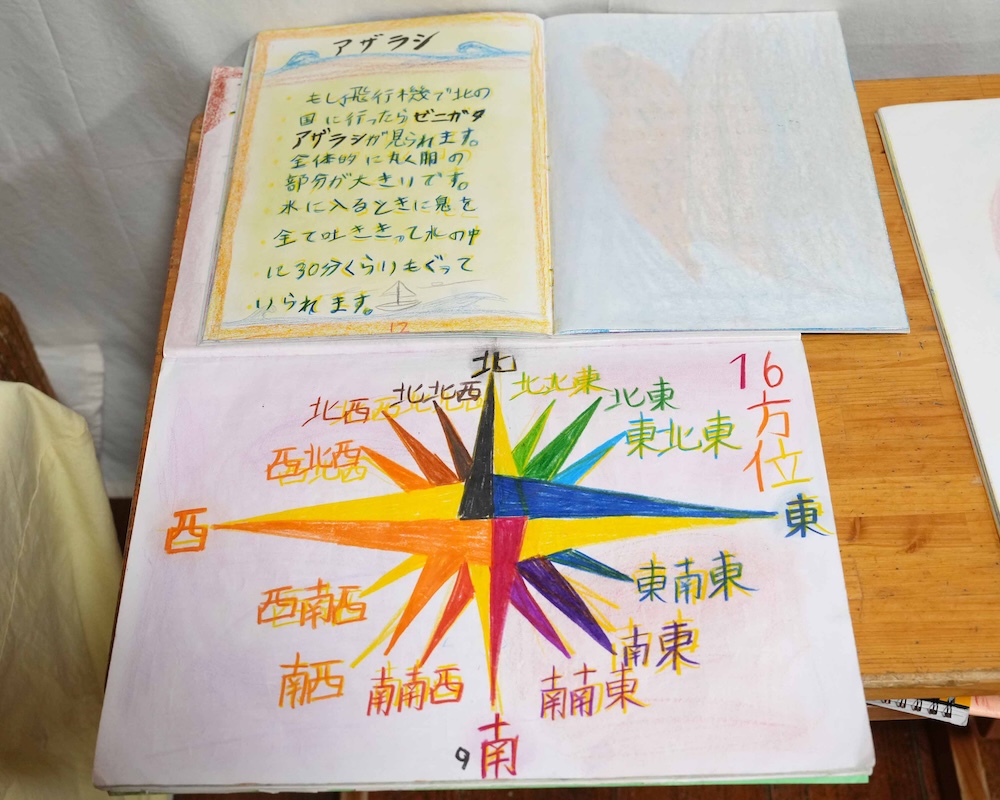 アザラシ
もし飛行機で北の
国に行ったらゼニガタ
アザラシが見られます。
全体的に丸く胴の
部分が大きいです。
水に入るときに息を
全て吐ききって水の中
に30分くらいもぐって
いられます。
12
16方位
北
北北西
北北東
北西
北東
西北西
東北東
西
東
西南西
東南東
南西
南東
南南西
南南東
南
9